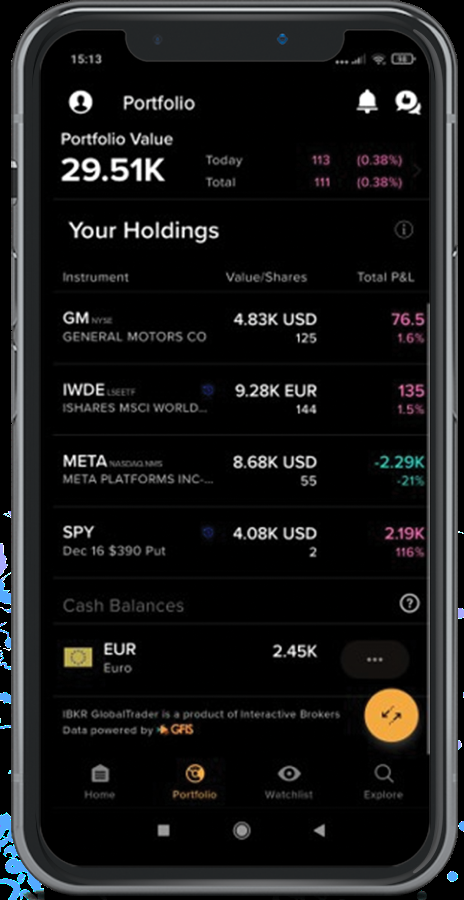 15:13
98
Portfolio
Portfolio Value
29.51K
Today 113 (0.38%)
Total 111 (0.38%)
Your Holdings
Instrument Value/Shares Total P&L
GM NYSE 4.83K USD 76.5
GENERAL MOTORS CO 125 1.6%
IWDE LSEETF 9.28K EUR 135
ISHARES MSCI WORLD... 144 1.5%
META NASDAQ.NMS 8.68K USD -2.29K
META PLATFORMS INC-... 55 -21%
SPY 4.08K USD 2.19K
Dec 16 $390 Put 2 116%
Cash Balances ?
EUR 2.45K
Euro
IBKR GlobalTrader is a product of Interactive Brokers
Data powered by GFIS
Home Portfolio Watchlist Explore